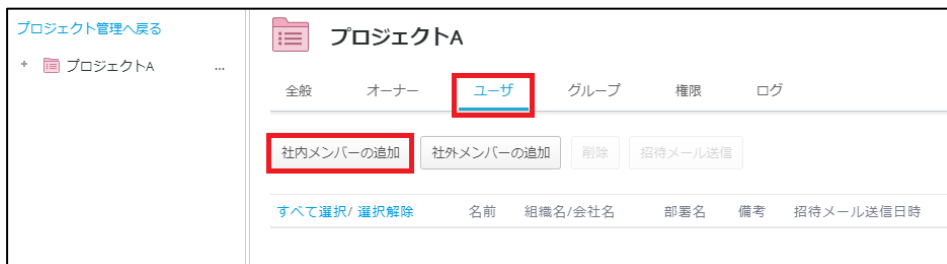 プロジェクト管理へ戻る
+ プロジェクトA ...
プロジェクトA
全般 オーナー ユーザ グループ 権限 ログ
社内メンバーの追加 社外メンバーの追加 削除 招待メール送信
すべて選択/ 選択解除 名前 組織名/会社名 部署名 備考 招待メール送信日時